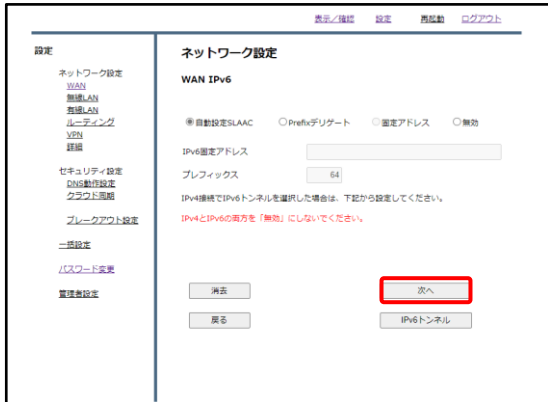 表示／確認 設定 再起動 ログアウト
設定
ネットワーク設定
WAN
無線LAN
有線LAN
ルーティング
VPN
詳細
セキュリティ設定
DNS動作設定
クラウド同期
ブレークアウト設定
一括設定
パスワード変更
管理者設定
ネットワーク設定
WAN IPv6
自動設定SLAAC Prefixデリゲート 固定アドレス 無効
IPv6固定アドレス
プレフィックス 64
IPv4接続でIPv6トンネルを選択した場合は、下記から設定してください。
IPv4とIPv6の両方を「無効」にしないでください。
消去 次へ
戻る IPv6トンネル